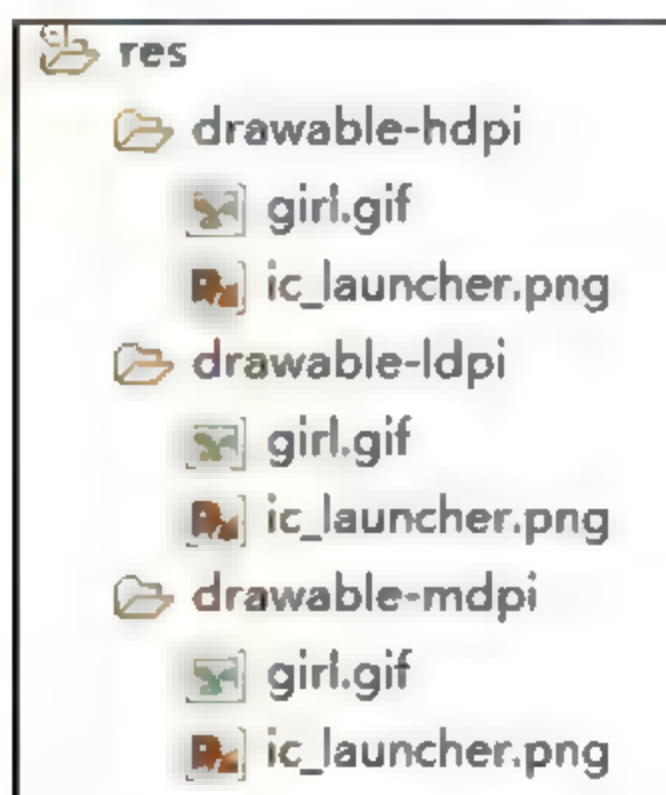 res
drawable-hdpi
girl.gif
ic_launcher.png
drawable-ldpi
girl.gif
ic_launcher.png
drawable-mdpi
girl.gif
ic_launcher.png